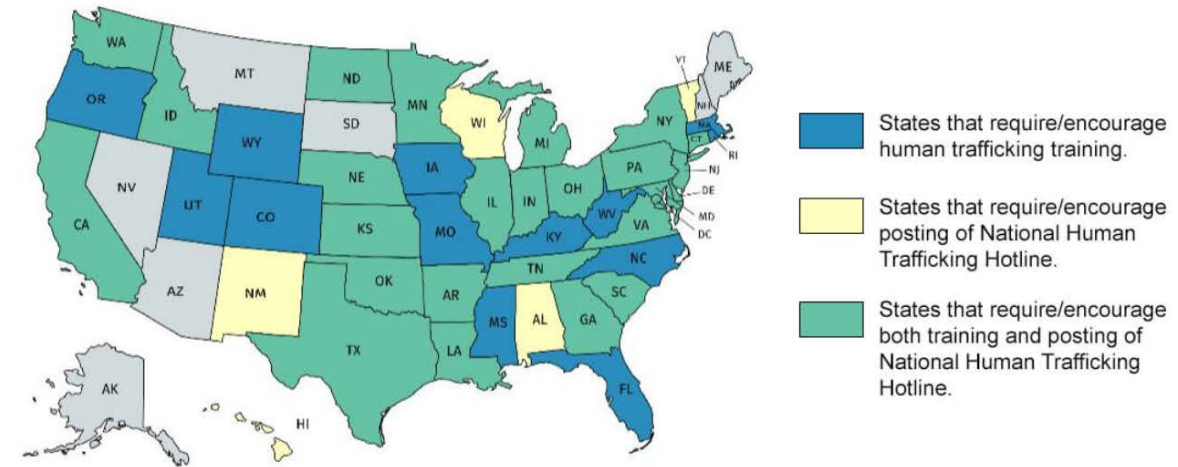 WA
MT
ND
MN
VT
ME
OR
ID
SD
WI
MI
NY
NH
MA
CT
RI
WY
NV
UT
CO
NE
IA
IL
IN
OH
PA
NJ
DE
MD
DC
CA
KS
MO
KY
WV
VA
AZ
NM
OK
AR
TN
NC
SC
TX
LA
MS
AL
GA
FL
AK
HI
States that require/encourage
human trafficking training.
States that require/encourage
posting of National Human
Trafficking Hotline.
States that require/encourage
both training and posting of
National Human Trafficking
Hotline.